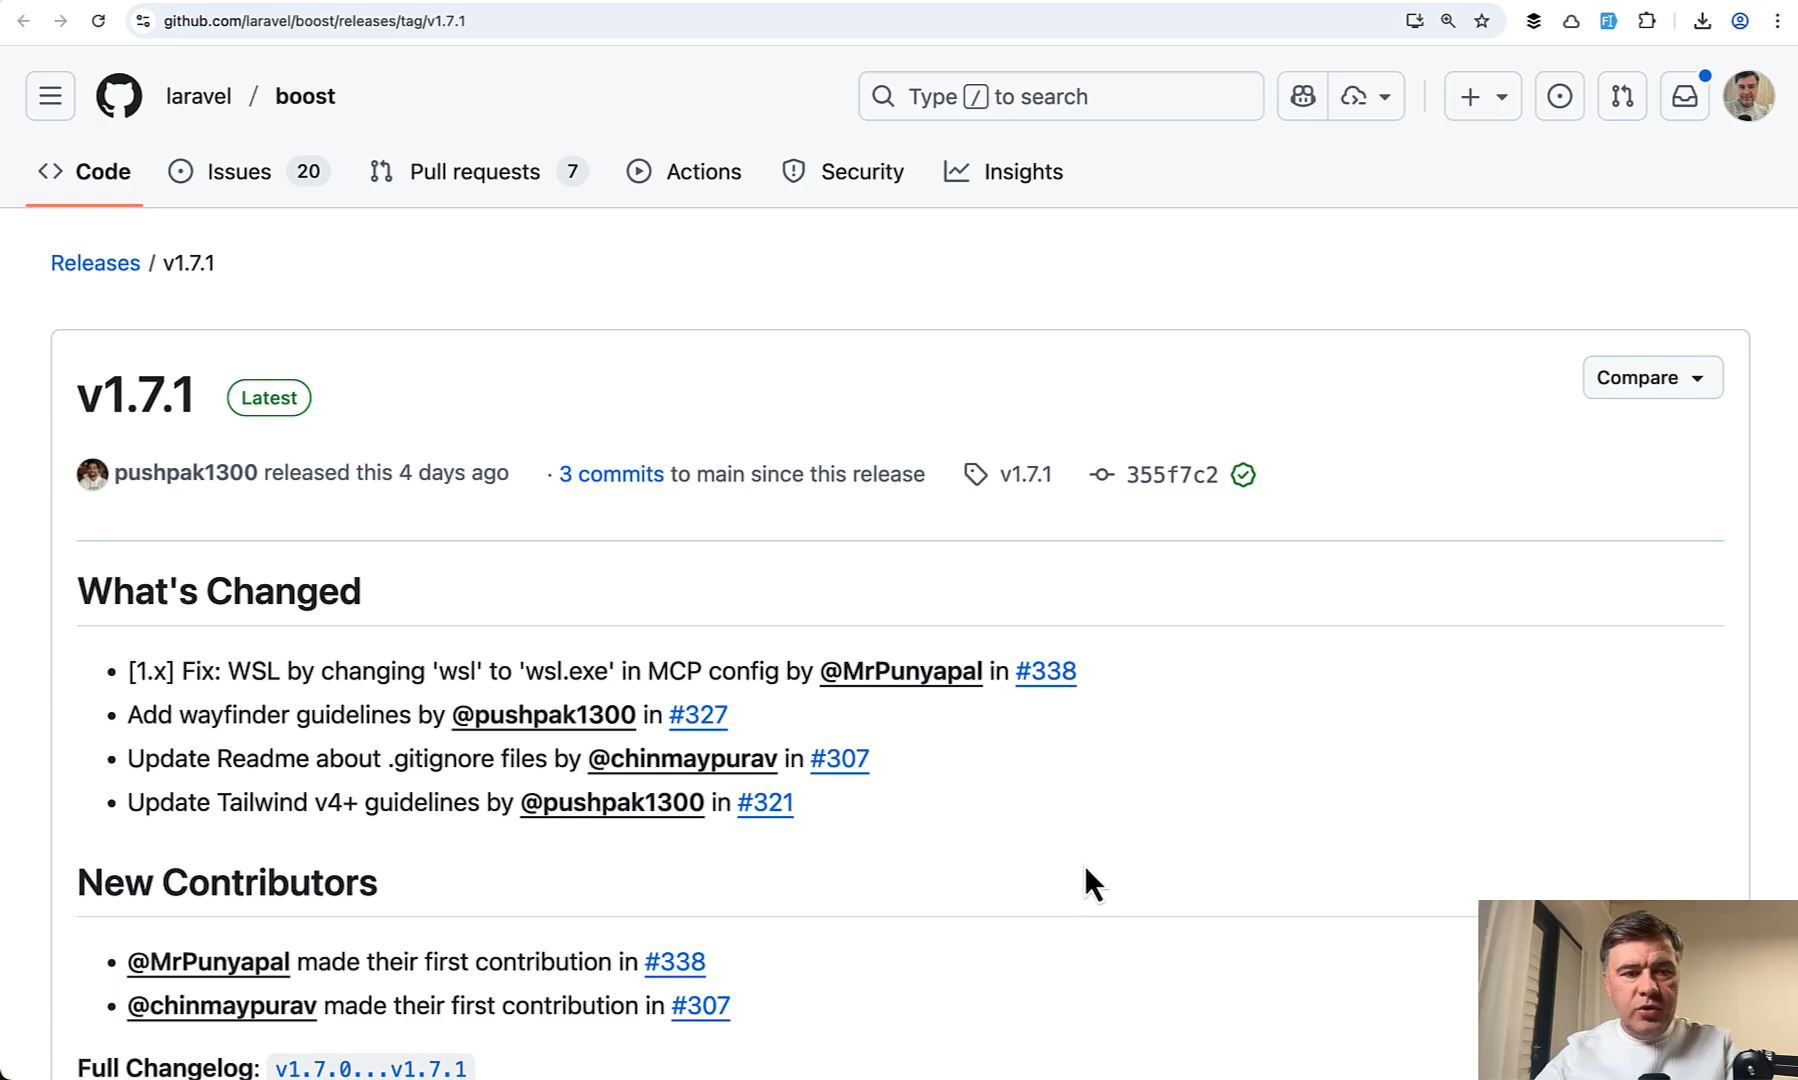 github.com/laravel/boost/releases/tag/v1.7.1
laravel / boost
Type / to search
Code
Issues 20
Pull requests 7
Actions
Security
Insights
Releases / v1.7.1
v1.7.1 Latest
Compare
pushpak1300 released this 4 days ago · 3 commits to main since this release v1.7.1 355f7c2
What's Changed
• [1.x] Fix: WSL by changing 'wsl' to 'wsl.exe' in MCP config by @MrPunyapal in #338
• Add wayfinder guidelines by @pushpak1300 in #327
• Update Readme about .gitignore files by @chinmaypurav in #307
• Update Tailwind v4+ guidelines by @pushpak1300 in #321
New Contributors
• @MrPunyapal made their first contribution in #338
• @chinmaypurav made their first contribution in #307
Full Changelog: v1.7.0...v1.7.1